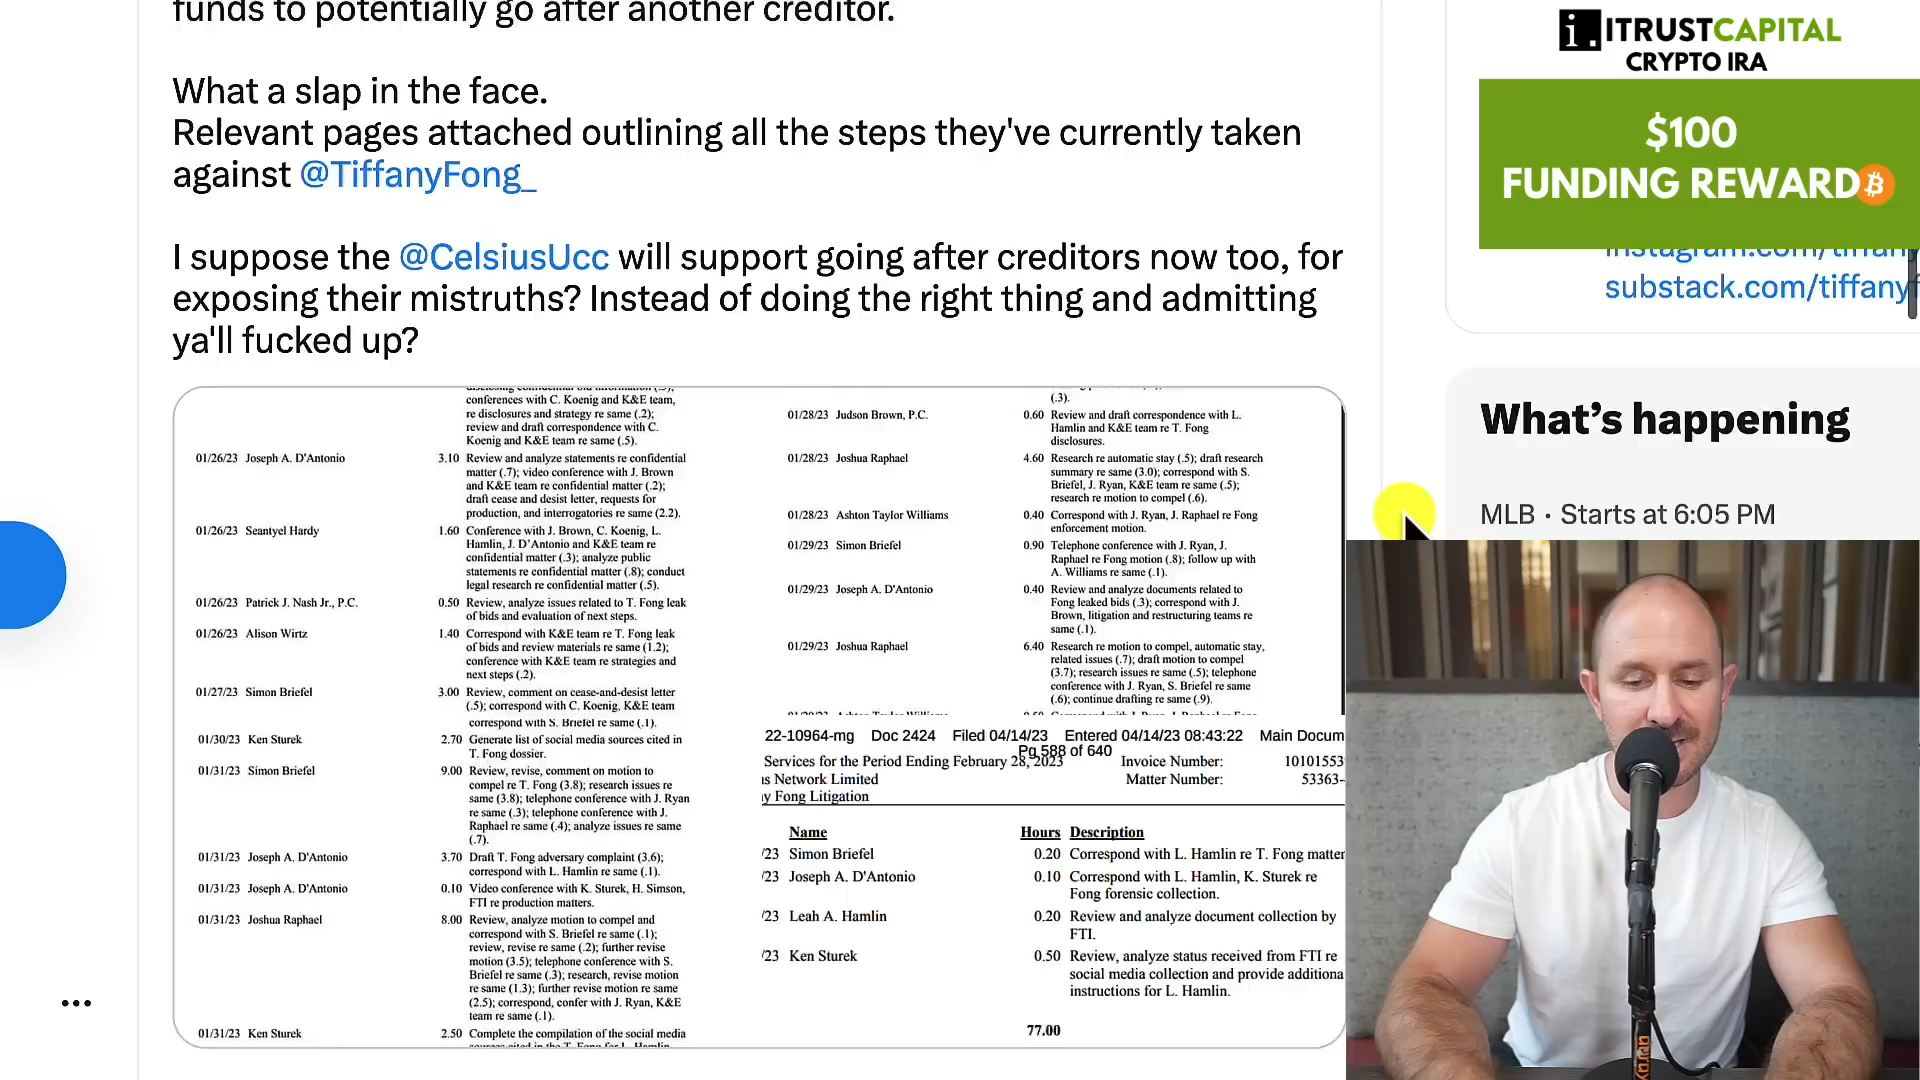 funds to potentially go after another creditor.
What a slap in the face.
Relevant pages attached outlining all the steps they've currently taken
against @TiffanyFong_
I suppose the @CelsiusUcc will support going after creditors now too, for
exposing their mistruths? Instead of doing the right thing and admitting
ya'll fucked up?
conferences with C. Koenig and K&E team,
re disclosures and strategy re same (.2);
review and draft correspondence with C.
Koenig and K&E team re same (.5).
01/26/23 Joseph A. D'Antonio 3.10 Review and analyze statements re confidential
matter (.7); video conference with J. Brown
and K&E team re confidential matter (.2);
draft cease and desist letter, requests for
production, and interrogatories re same (2.2).
01/26/23 Seantyel Hardy 1.60 Conference with J. Brown, C. Koenig, L.
Hamlin, J. D'Antonio and K&E team re
confidential matter (.3); analyze public
statements re confidential matter (.8); conduct
legal research re confidential matter (.5).
01/26/23 Patrick J. Nash Jr., P.C. 0.50 Review, analyze issues related to T. Fong leak
of bids and evaluation of next steps.
01/26/23 Alison Wirtz 1.40 Correspond with K&E team re T. Fong leak
of bids and review materials re same (1.2);
conference with K&E team re strategies and
next steps (.2).
01/27/23 Simon Briefel 3.00 Review, comment on cease-and-desist letter
(.5); correspond with C. Koenig, K&E team
correspond with S. Briefel re same (.1).
01/30/23 Ken Sturek 2.70 Generate list of social media sources cited in
T. Fong dossier.
01/31/23 Simon Briefel 9.00 Review, revise, comment on motion to
compel re T. Fong (3.8); research issues re
same (3.8); telephone conference with J. Ryan
re same (.3); telephone conference with J.
Raphael re same (.4); analyze issues re same
(.7).
01/31/23 Joseph A. D'Antonio 3.70 Draft T. Fong adversary complaint (3.6);
correspond with L. Hamlin re same (.1).
01/31/23 Joseph A. D'Antonio 0.10 Video conference with K. Sturek, H. Simson,
FTI re production matters.
01/31/23 Joshua Raphael 8.00 Review, analyze motion to compel and
correspond with S. Briefel re same (.1);
review, revise re same (.2); further revise
motion (3.5); telephone conference with S.
Briefel re same (.3); research, revise motion
re same (1.3); further revise motion re same
(2.5); correspond, confer with J. Ryan, K&E
team re same (.1).
01/31/23 Ken Sturek 2.50 Complete the compilation of the social media
(.3).
01/28/23 Judson Brown, P.C. 0.60 Review and draft correspondence with L.
Hamlin and K&E team re T. Fong
disclosures.
01/28/23 Joshua Raphael 4.60 Research re automatic stay (.5); draft research
summary re same (3.0); correspond with S.
Briefel, J. Ryan, K&E team re same (.5);
research re motion to compel (.6).
01/28/23 Ashton Taylor Williams 0.40 Correspond with J. Ryan, J. Raphael re Fong
enforcement motion.
01/29/23 Simon Briefel 0.90 Telephone conference with J. Ryan, J.
Raphael re Fong motion (.8); follow up with
A. Williams re same (.1).
01/29/23 Joseph A. D'Antonio 0.40 Review and analyze documents related to
Fong leaked bids (.3); correspond with J.
Brown, litigation and restructuring teams re
same (.1).
01/29/23 Joshua Raphael 6.40 Research re motion to compel, automatic stay,
related issues (.7); draft motion to compel
(3.7); research issues re same (.5); telephone
conference with J. Ryan, S. Briefel re same
(.6); continue drafting re same (.9).
22-10964-mg Doc 2424 Filed 04/14/23 Entered 04/14/23 08:43:22 Main Docum
Pg 588 of 640
Services for the Period Ending February 28, 2023 Invoice Number: 10101553
s Network Limited Matter Number: 53363-
y Fong Litigation
Name Hours Description
/23 Simon Briefel 0.20 Correspond with L. Hamlin re T. Fong matter
/23 Joseph A. D'Antonio 0.10 Correspond with L. Hamlin, K. Sturek re
Fong forensic collection.
/23 Leah A. Hamlin 0.20 Review and analyze document collection by
FTI.
/23 Ken Sturek 0.50 Review, analyze status received from FTI re
social media collection and provide additiona
instructions for L. Hamlin.
77.00
i. ITRUSTCAPITAL
CRYPTO IRA
$100
FUNDING REWARD
instagram.com/tiffany
substack.com/tiffanyf
What's happening
MLB · Starts at 6:05 PM